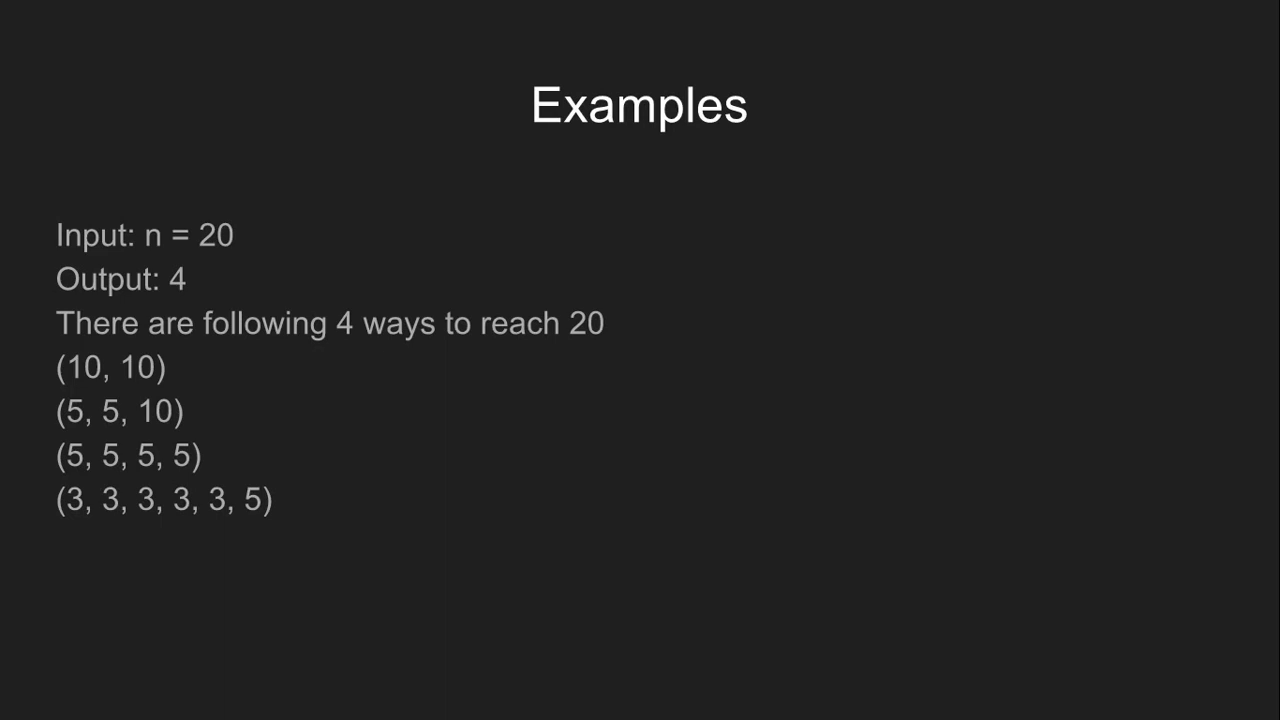 Examples
Input: n = 20
Output: 4
There are following 4 ways to reach 20
(10, 10)
(5, 5, 10)
(5, 5, 5, 5)
(3, 3, 3, 3, 3, 5)